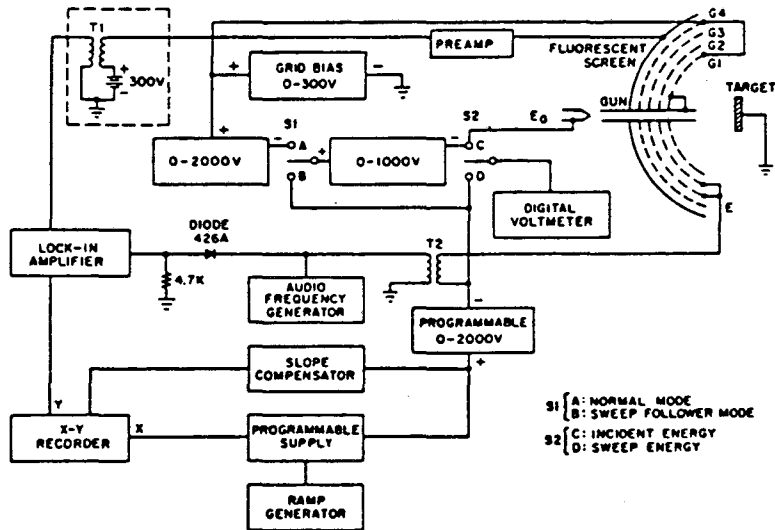 T1
+
300V
-
PREAMP
FLUORESCENT
SCREEN
G4
G3
G2
G1
+
GRID BIAS
0-300V
-
GUN
TARGET
+
0-2000V
-
S1
A
B
+
0-1000V
-
S2
C
D
E₀
DIGITAL
VOLTMETER
E
LOCK-IN
AMPLIFIER
DIODE
426A
4.7K
AUDIO
FREQUENCY
GENERATOR
T2
-
PROGRAMMABLE
0-2000V
+
SLOPE
COMPENSATOR
Y
X-Y
RECORDER
X
PROGRAMMABLE
SUPPLY
RAMP
GENERATOR
S1 { A: NORMAL MODE
B: SWEEP FOLLOWER MODE
S2 { C: INCIDENT ENERGY
D: SWEEP ENERGY